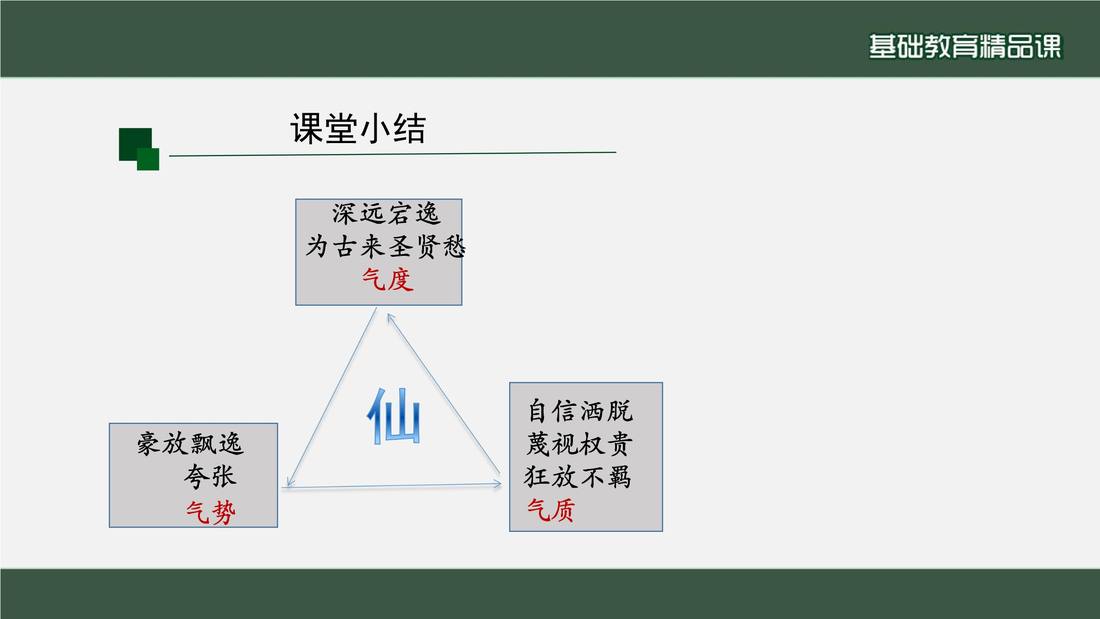 基础教育精品课
课堂小结
深远宕逸
为古来圣贤愁
气度
仙
豪放飘逸
夸张
气势
自信洒脱
蔑视权贵
狂放不羁
气质